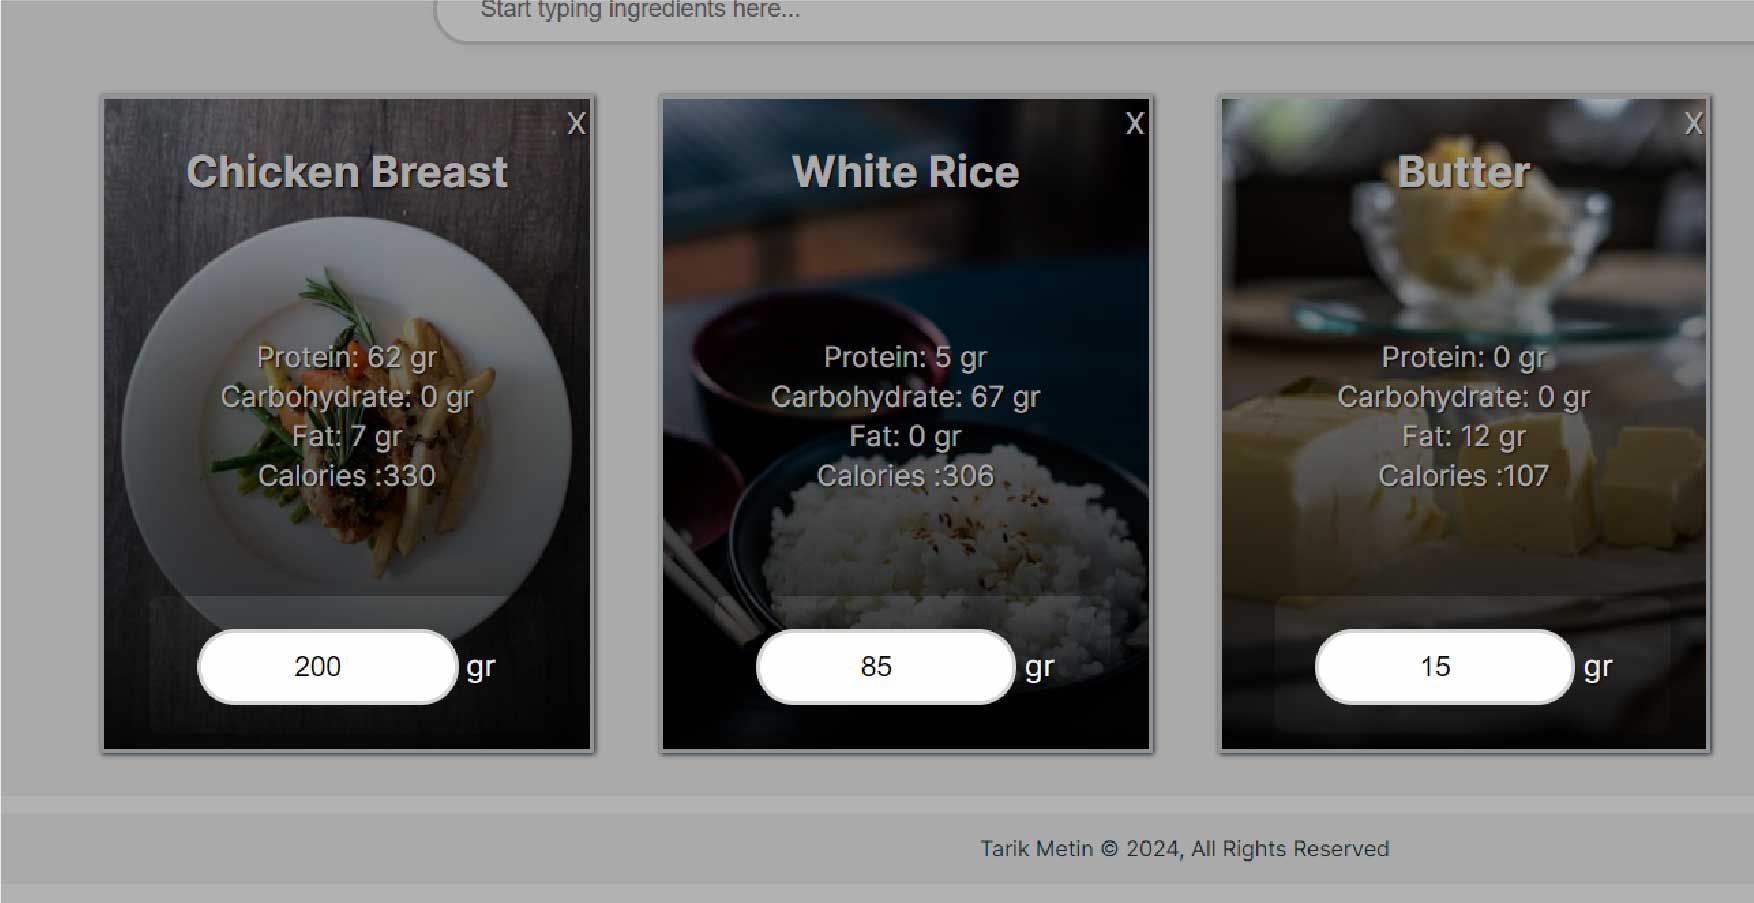 Start typing ingredients here...
X
Chicken Breast
Protein: 62 gr
Carbohydrate: 0 gr
Fat: 7 gr
Calories :330
200 gr
X
White Rice
Protein: 5 gr
Carbohydrate: 67 gr
Fat: 0 gr
Calories :306
85 gr
X
Butter
Protein: 0 gr
Carbohydrate: 0 gr
Fat: 12 gr
Calories :107
15 gr
Tarik Metin © 2024, All Rights Reserved